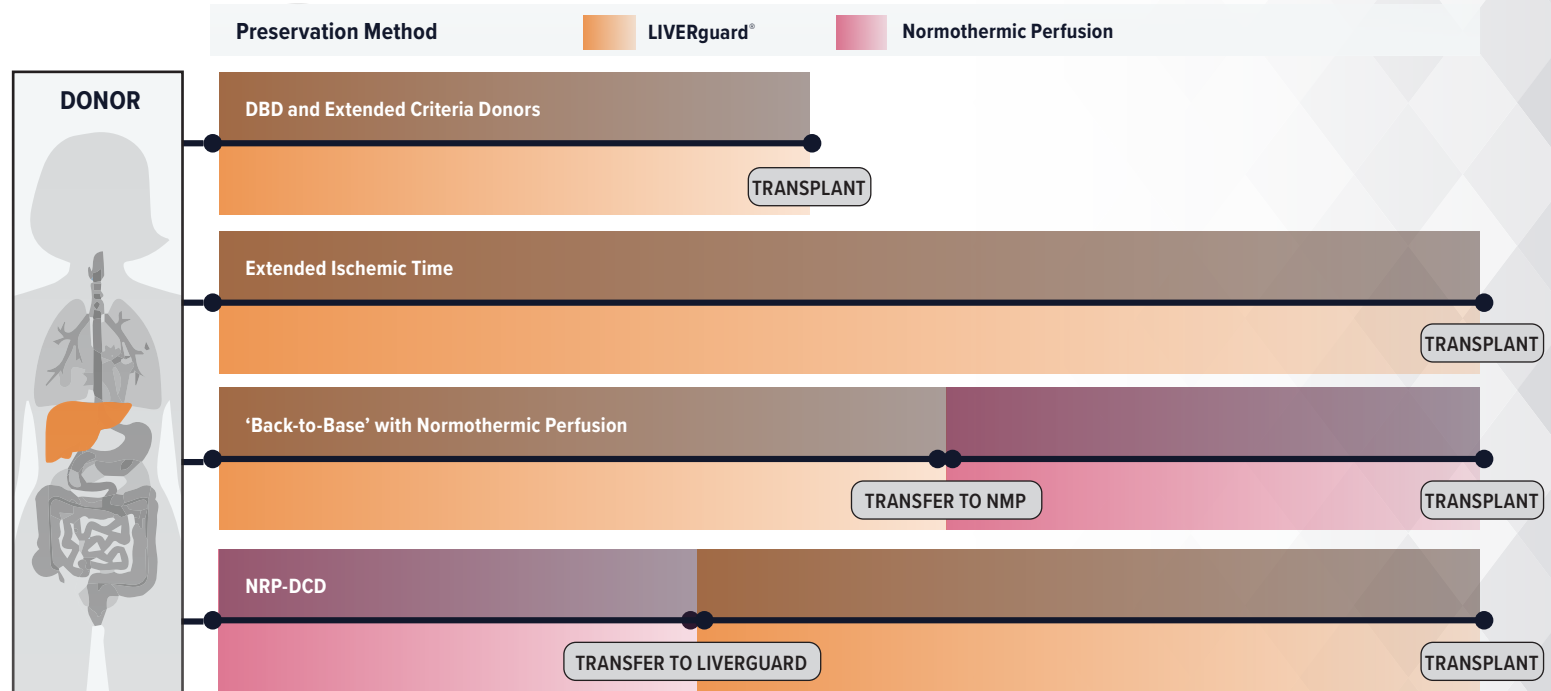 Preservation Method
LIVERguard®
Normothermic Perfusion
DONOR
DBD and Extended Criteria Donors
TRANSPLANT
Extended Ischemic Time
TRANSPLANT
‘Back-to-Base’ with Normothermic Perfusion
TRANSFER TO NMP
TRANSPLANT
NRP-DCD
TRANSFER TO LIVERGUARD
TRANSPLANT